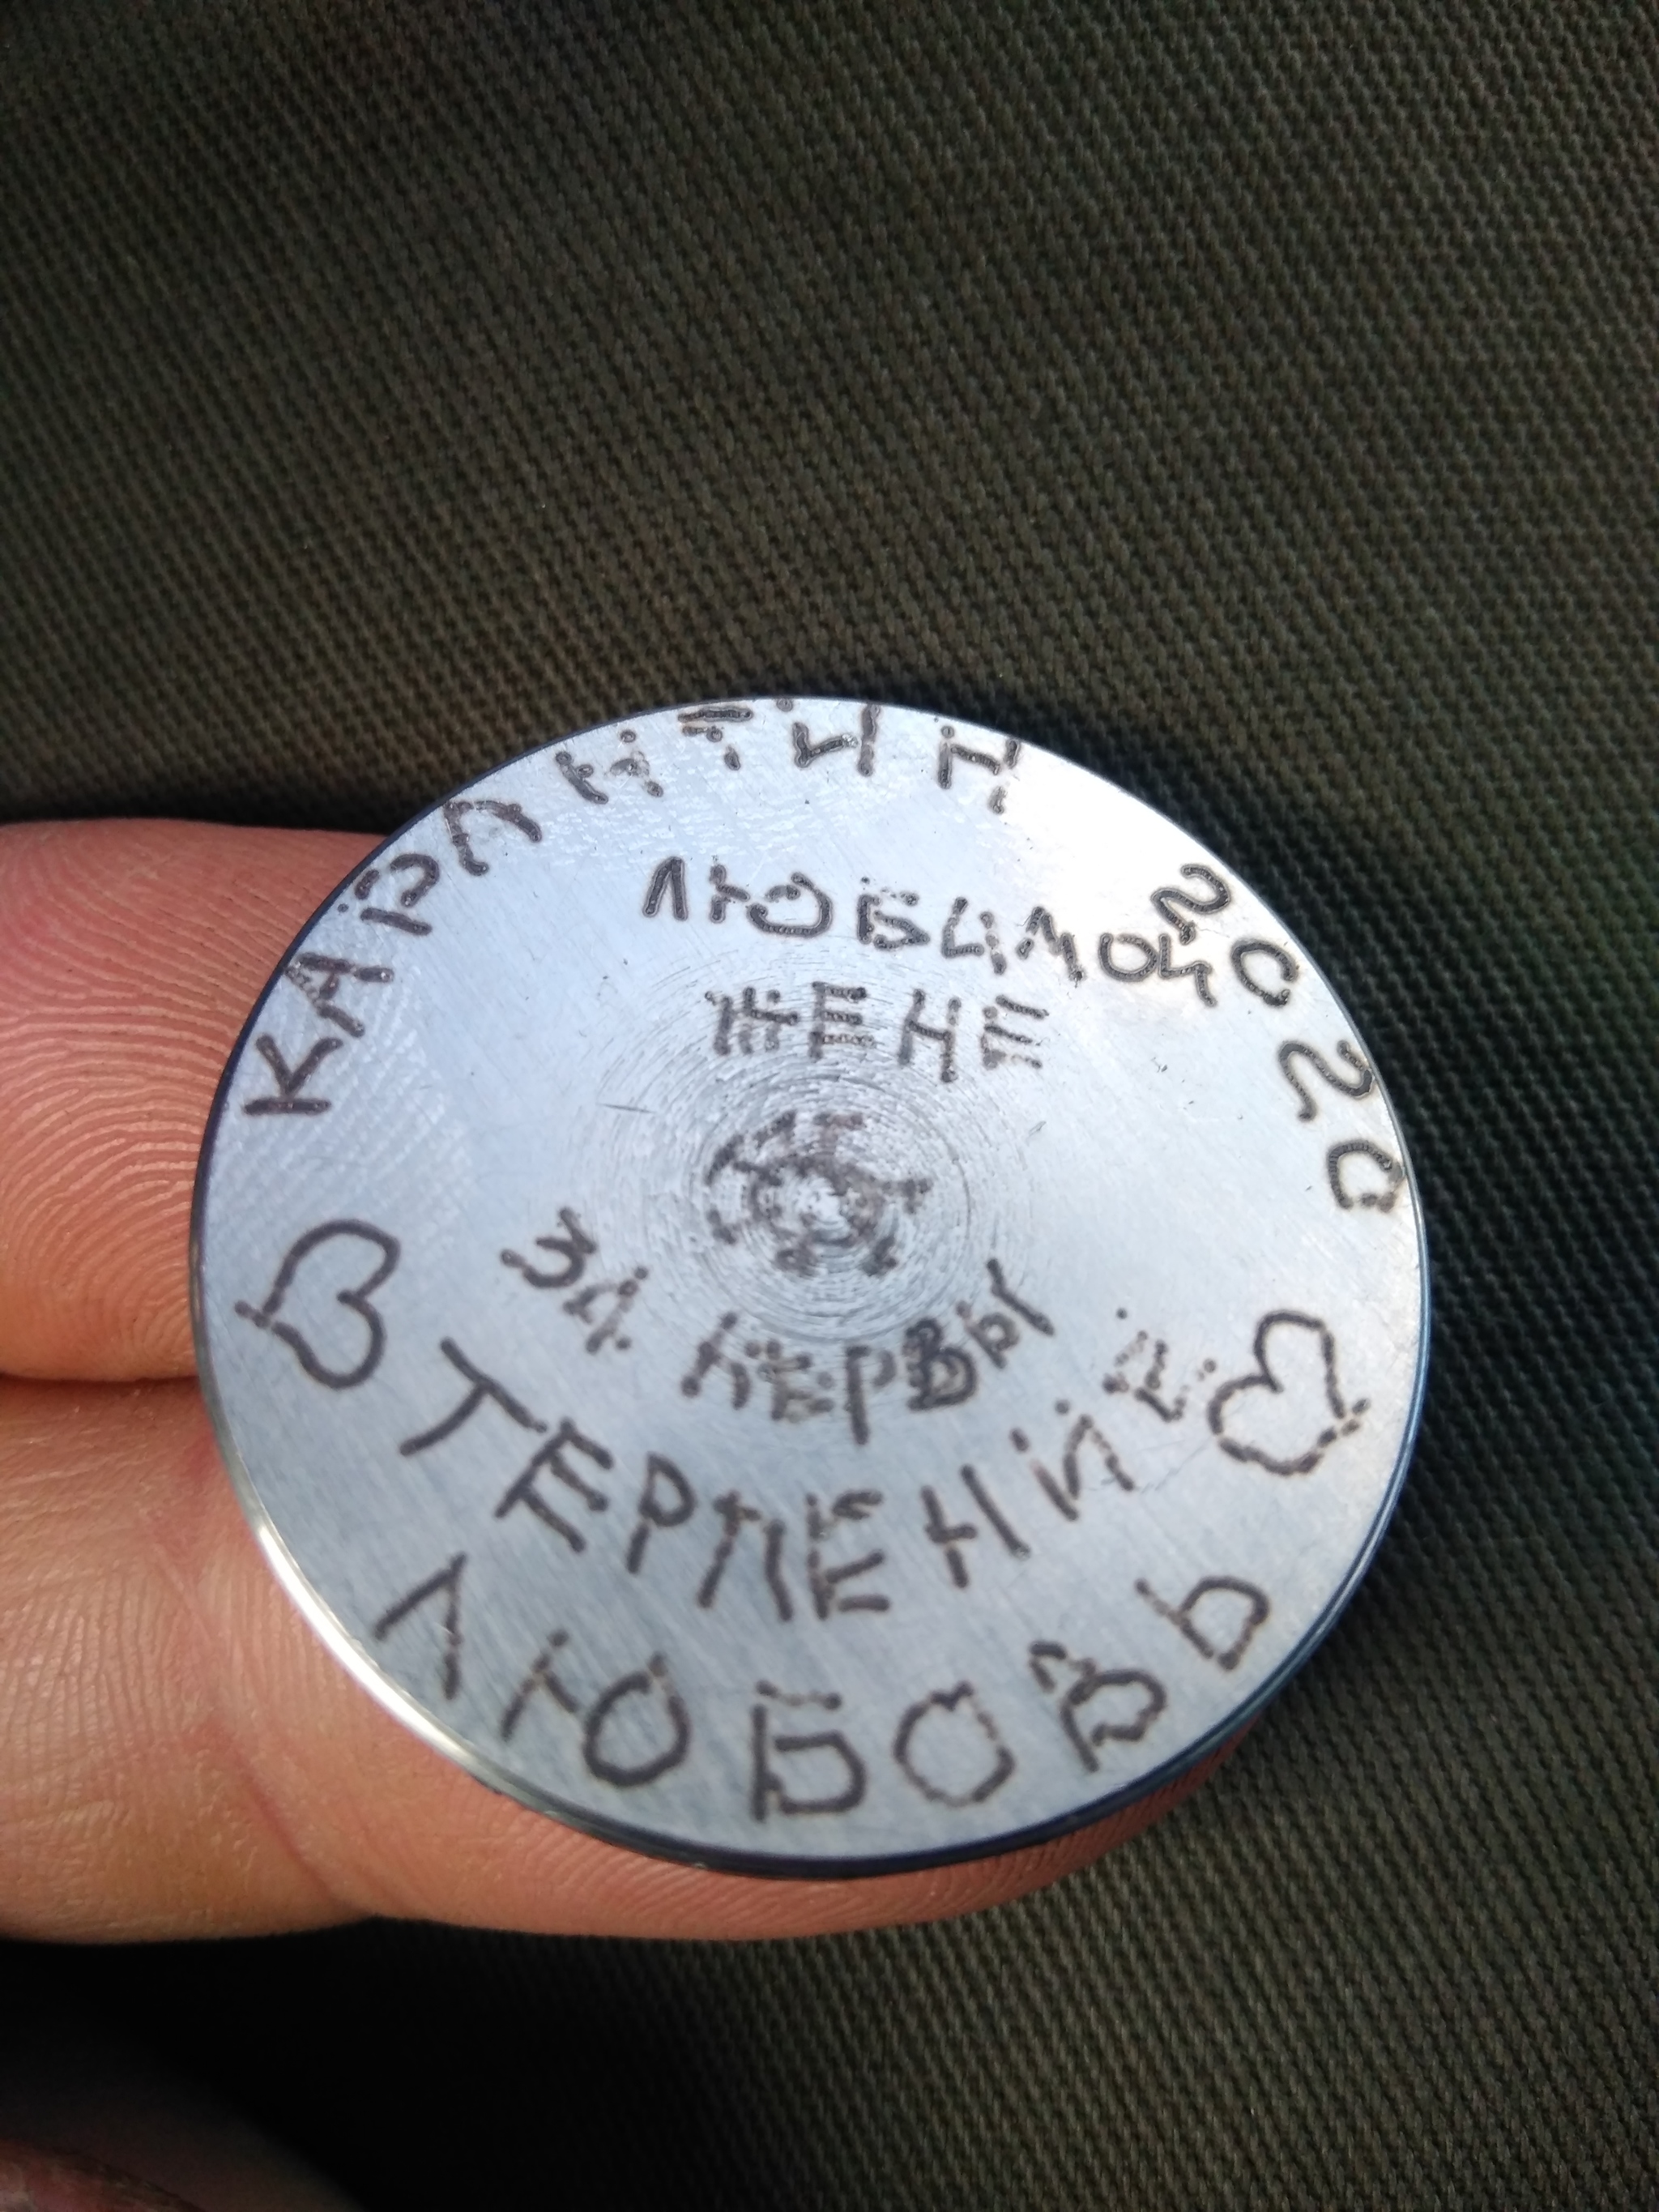 КАРАНТИН 2020
ЛЮБИМОЙ
ЖЕНЕ
ЗА НЕРВЫ
ТЕРПЕНИЕ
ЛЮБОВЬ